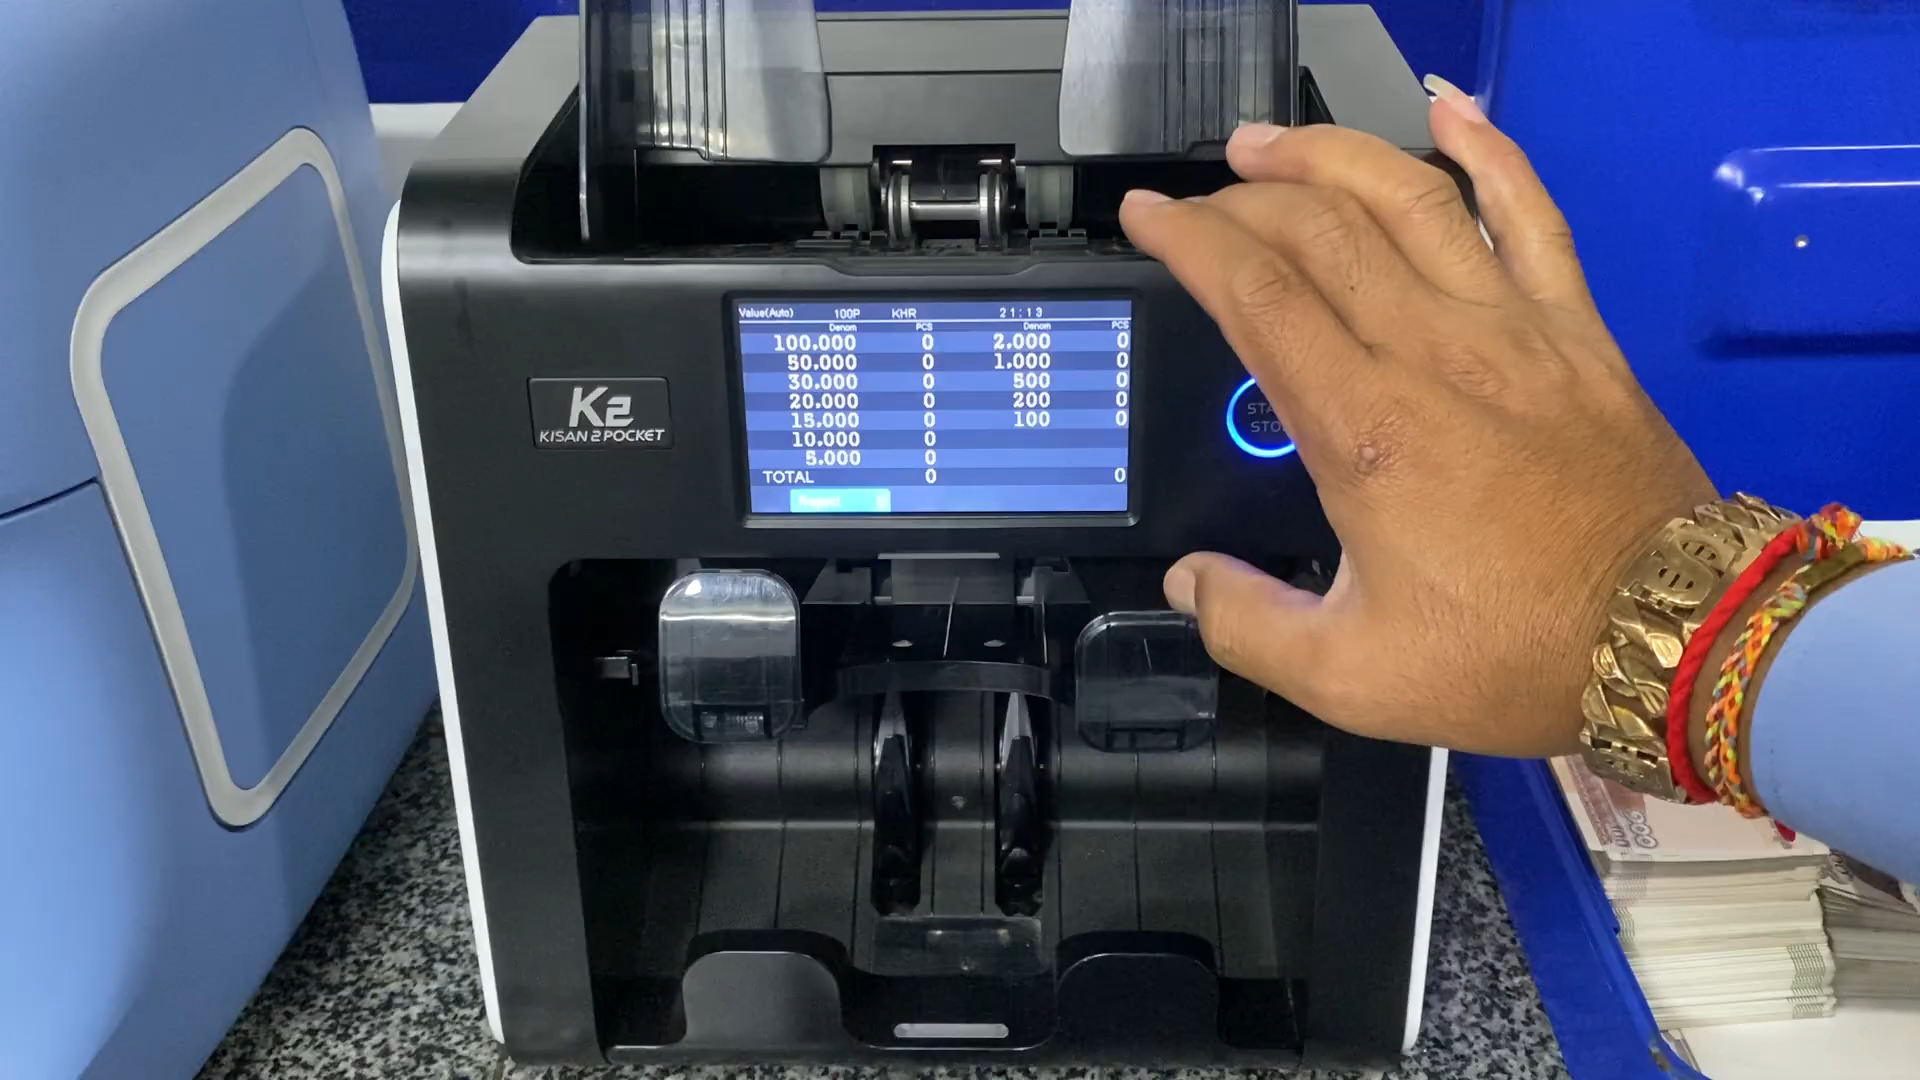 Value(Auto) 100P KHR 21:13
Denom PCS Denom PCS
100.000 0 2.000 0
50.000 0 1.000 0
30.000 0 500 0
20.000 0 200 0
15.000 0 100 0
10.000 0
5.000 0
TOTAL 0 0
K2
KISAN 2 POCKET